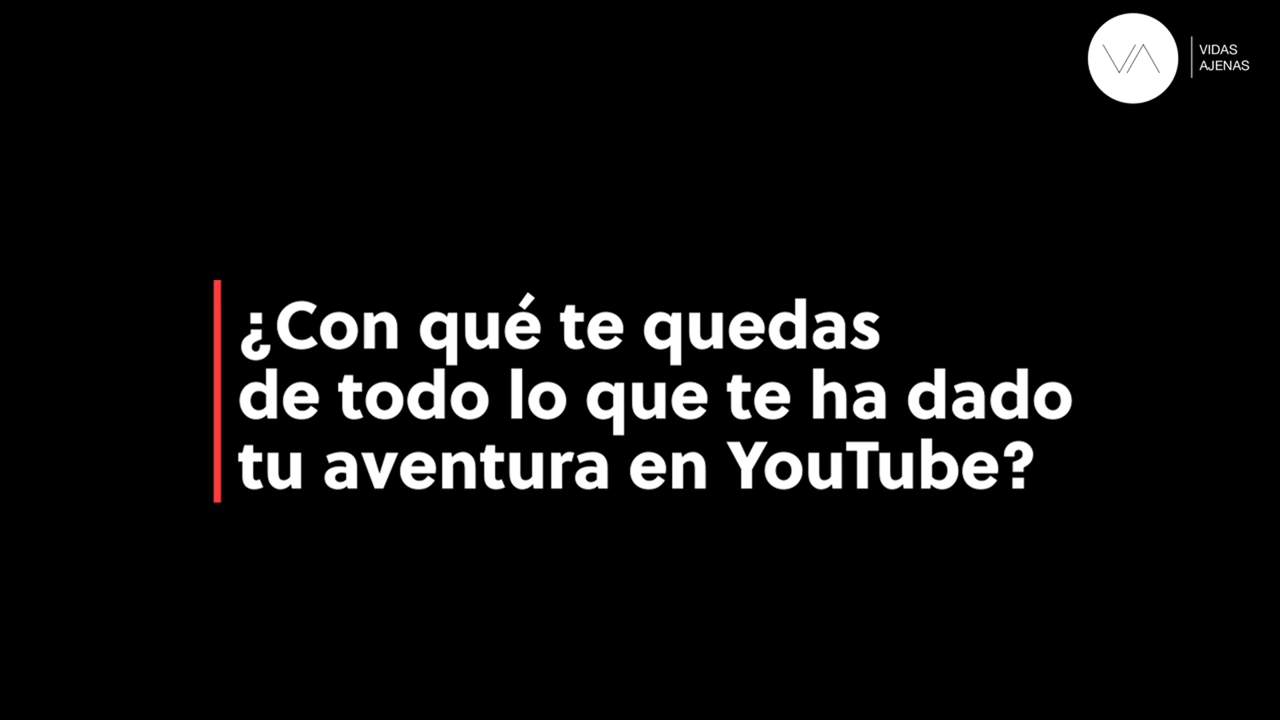 VIDAS
AJENAS
¿Con qué te quedas
de todo lo que te ha dado
tu aventura en YouTube?